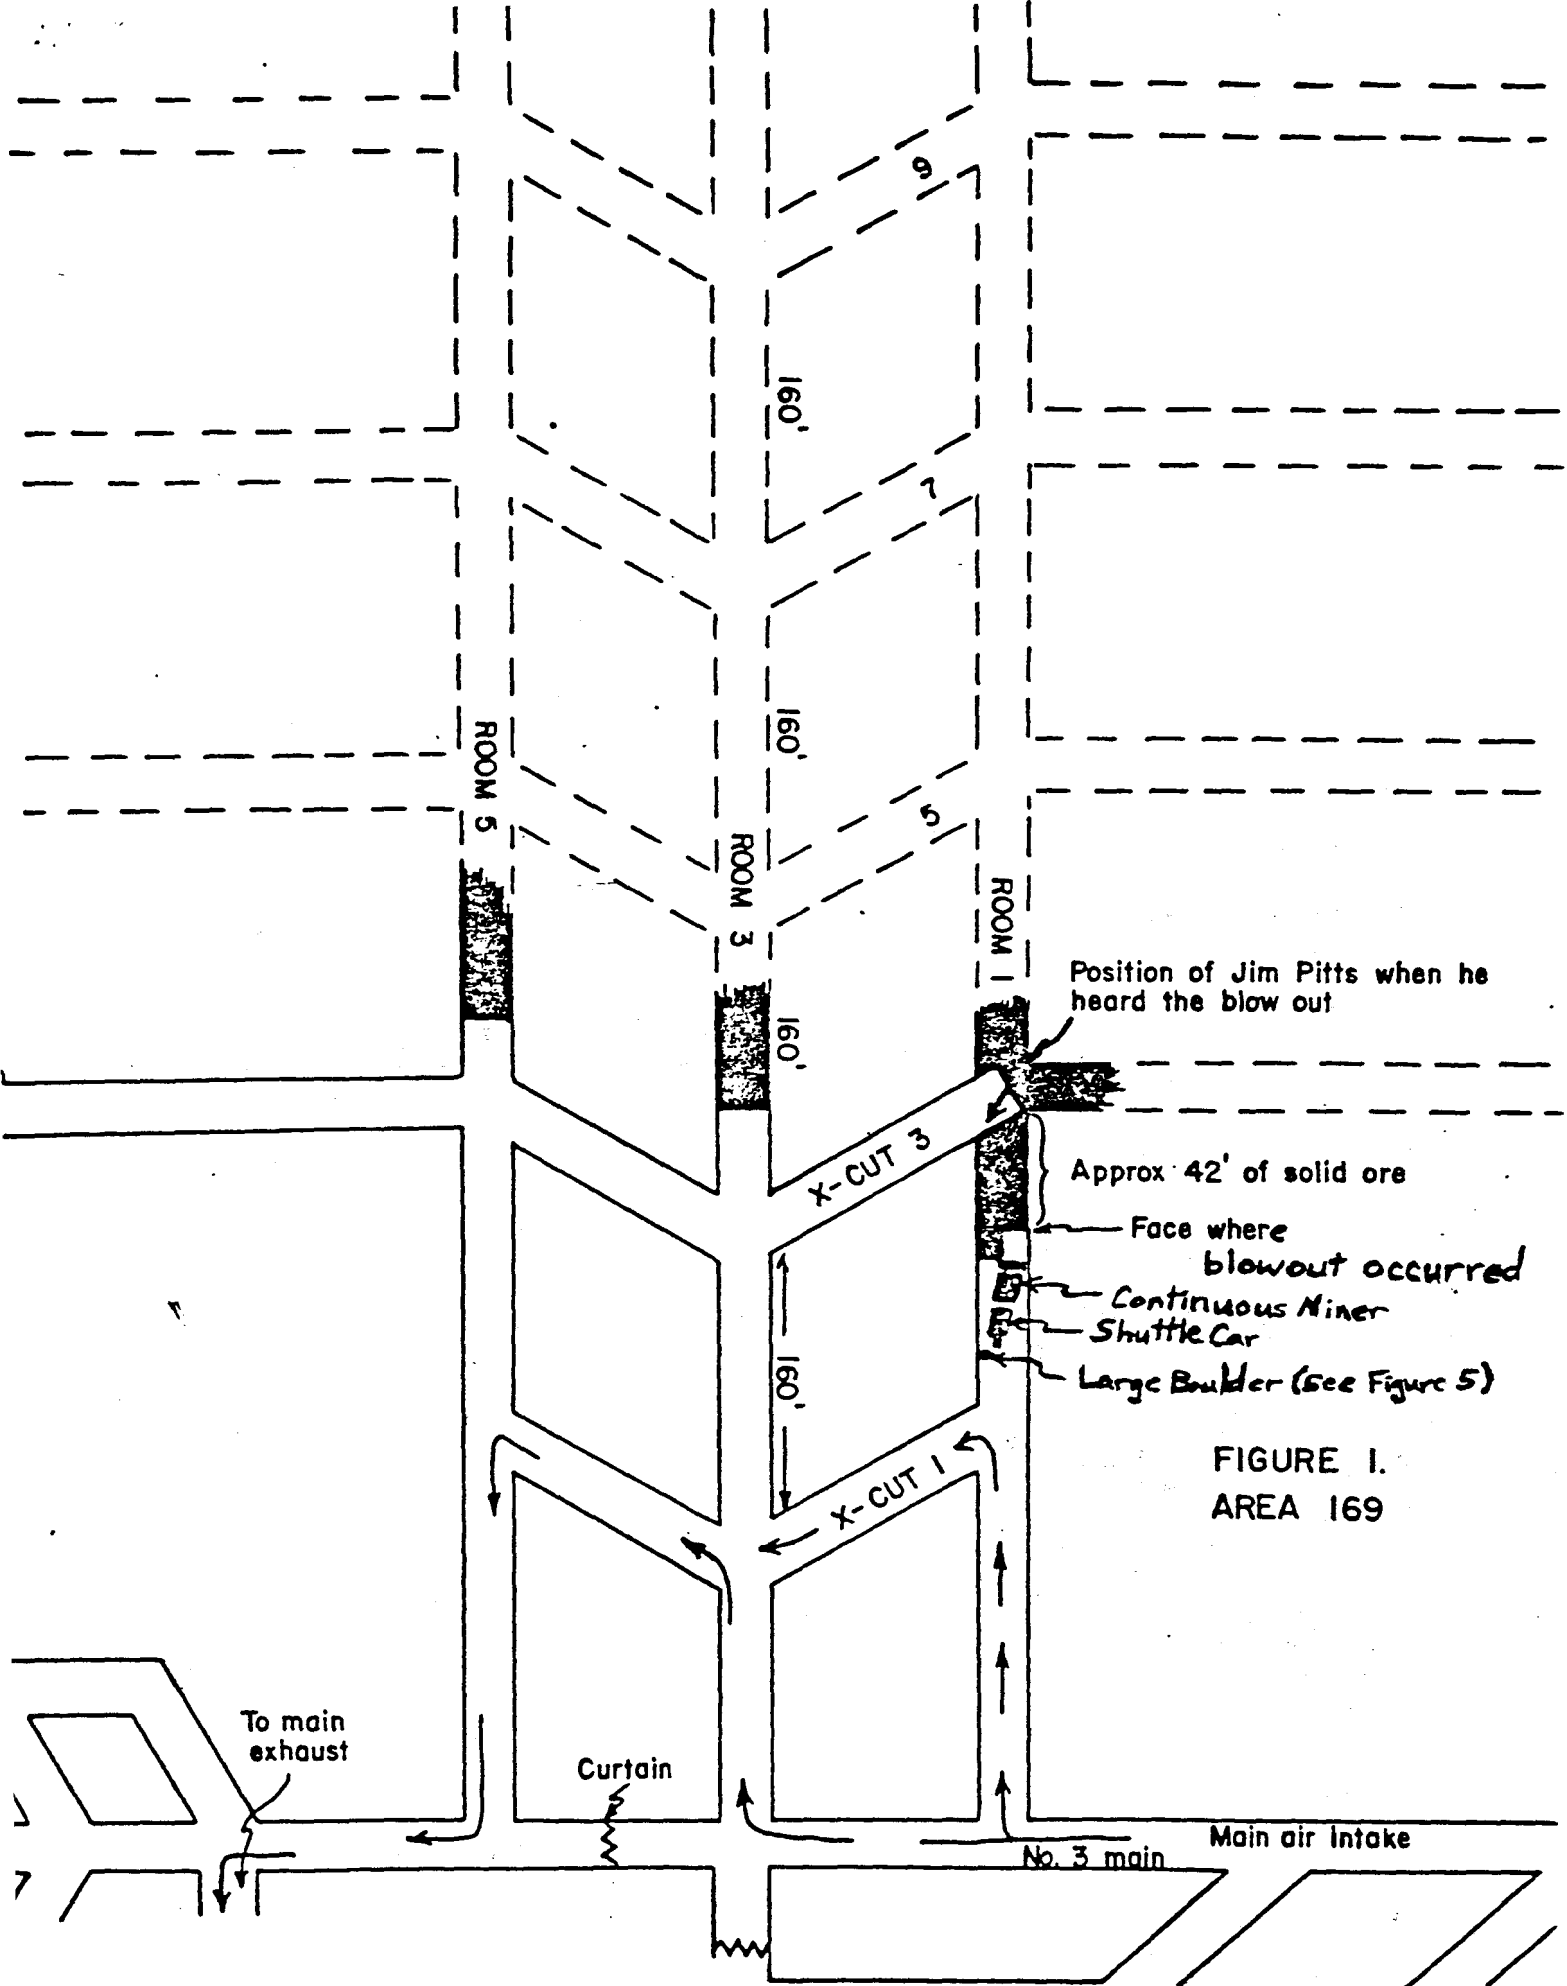 9
160'
7
160'
ROOM 5
5
ROOM 3
ROOM 1
Position of Jim Pitts when he
heard the blow out
160'
X-CUT 3
Approx 42' of solid ore
Face where
blowout occurred
Continuous Miner
Shuttle Car
Large Boulder (see Figure 5)
160'
X-CUT 1
FIGURE 1.
AREA 169
To main
exhaust
Curtain
Main air Intake
No. 3 main